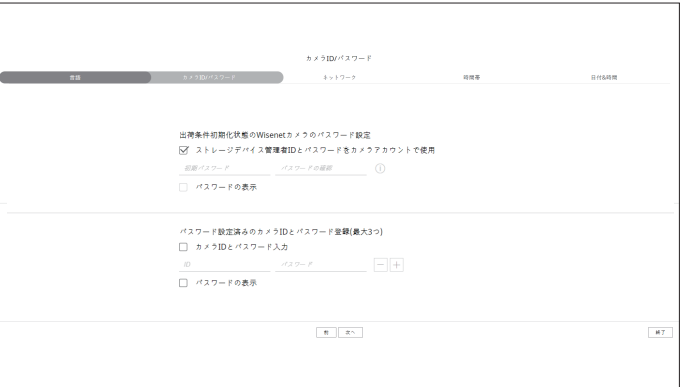 カメラID/パスワード
言語 カメラID/パスワード ネットワーク 時間帯 日付&時間
出荷条件初期化状態のWisenetカメラのパスワード設定
ストレージデバイス管理者IDとパスワードをカメラアカウントで使用
初期パスワード パスワードの確認
パスワードの表示
パスワード設定済みのカメラIDとパスワード登録(最大3つ)
カメラIDとパスワード入力
ID パスワード
パスワードの表示
前 次へ 終了